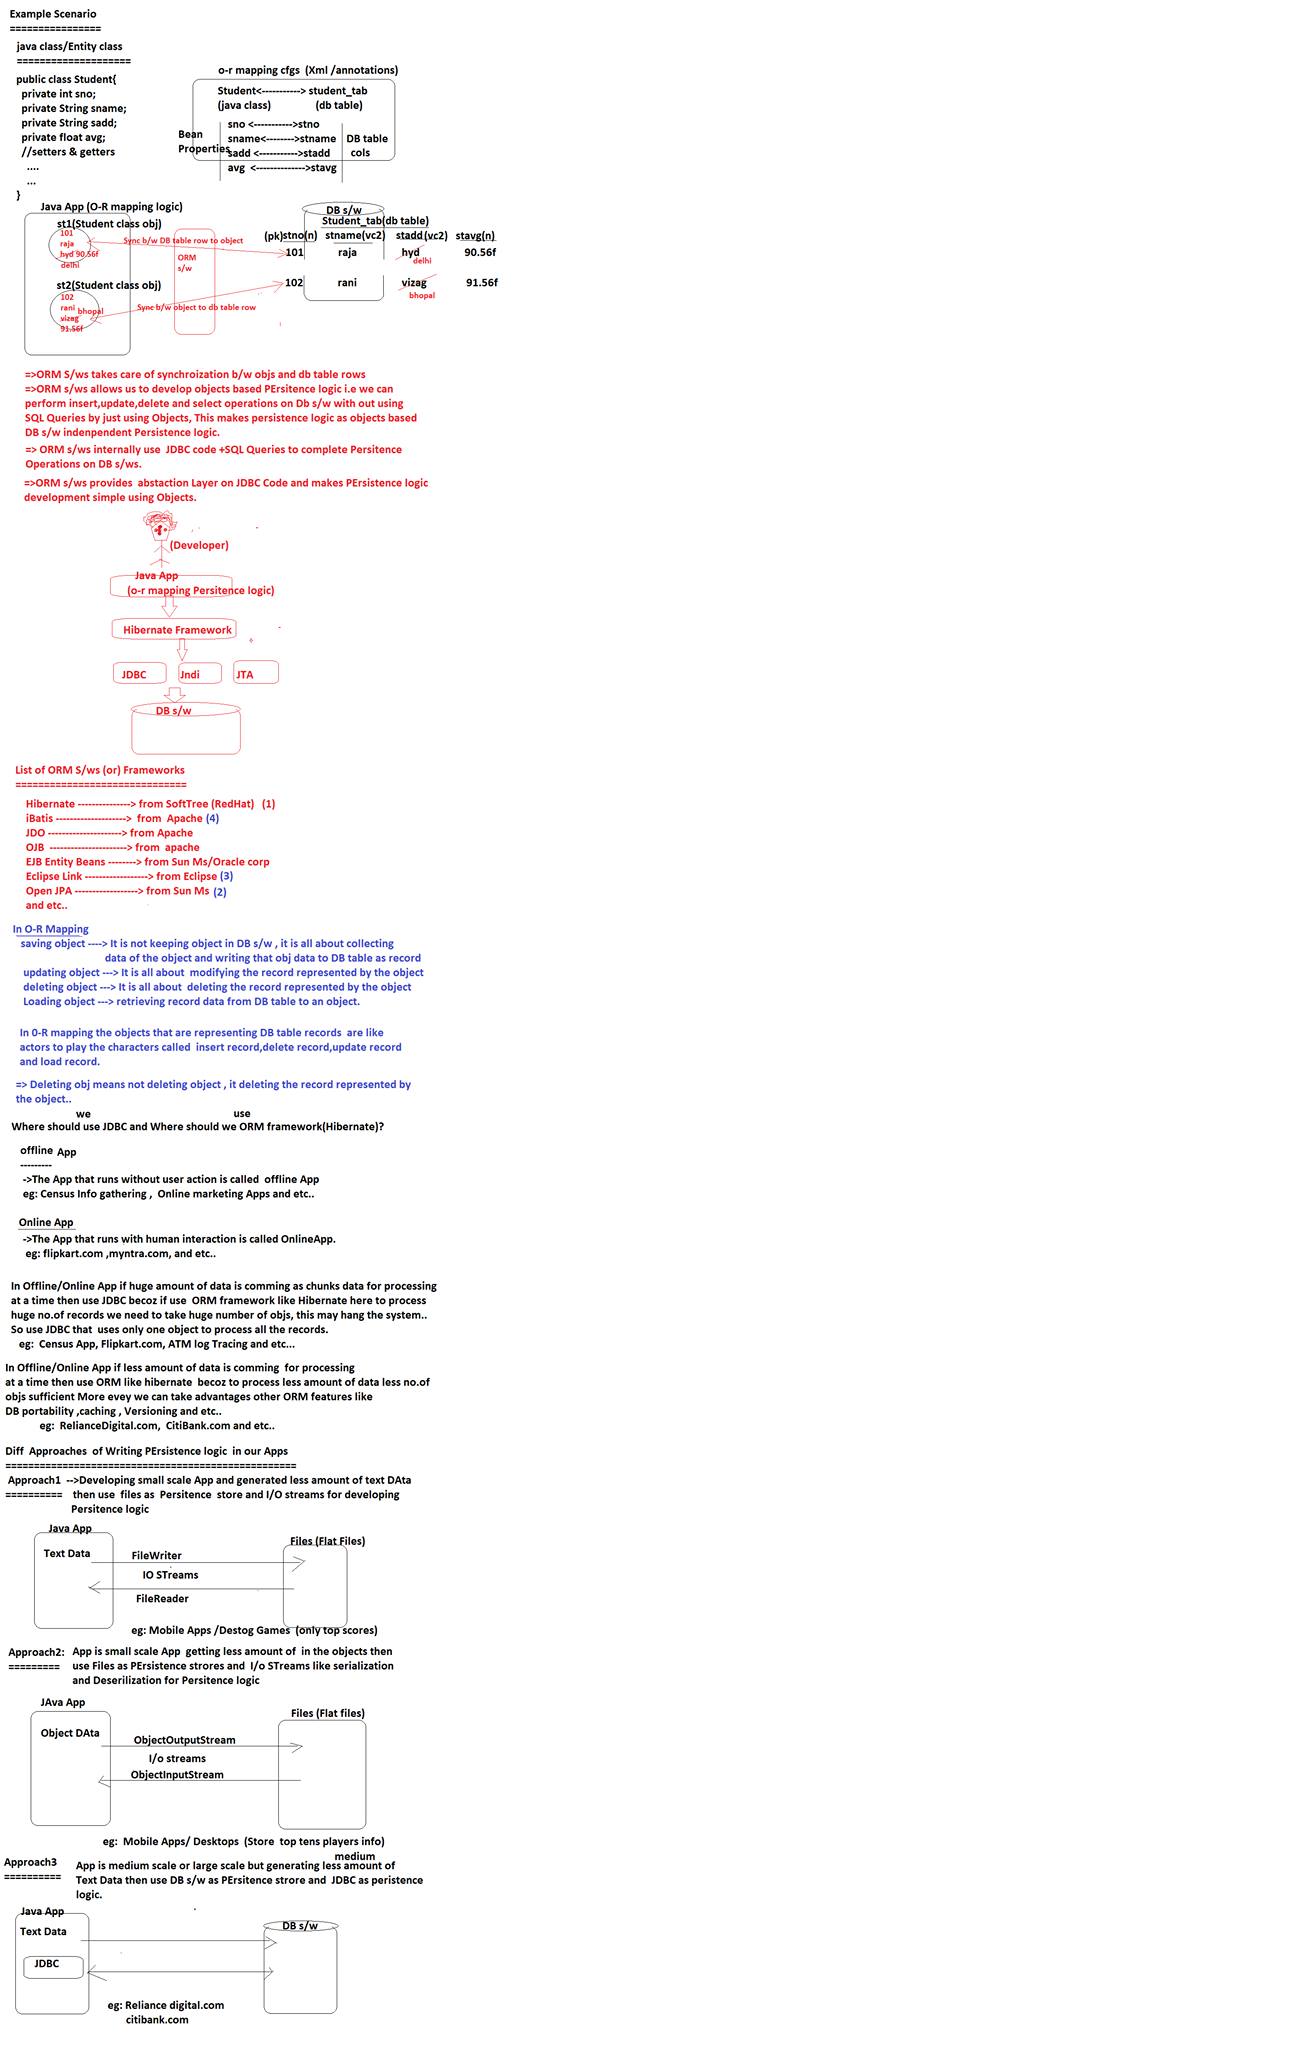 Example Scenario
================
java class/Entity class
====================
public class Student{
private int sno;
private String sname;
private String sadd;
private float avg;
//setters & getters
....
...
}
o-r mapping cfgs (Xml /annotations)
Student<-----------> student_tab
(java class) (db table)
Bean
Properties
sno <----------->stno
sname<-------->stname
sadd <----------->stadd
avg <-------------->stavg
DB table
cols
Java App (O-R mapping logic)
st1(Student class obj)
101
raja
hyd 90.56f
delhi
st2(Student class obj)
102
rani
bhopal
vizag
91.56f
Sync b/w DB table row to object
ORM
s/w
Sync b/w object to db table row
DB s/w
Student_tab(db table)
(pk)stno(n) stname(vc2) stadd (vc2) stavg(n)
101 raja hyd 90.56f
delhi
102 rani vizag 91.56f
bhopal
=>ORM S/ws takes care of synchroization b/w objs and db table rows
=>ORM s/ws allows us to develop objects based PErsitence logic i.e we can
perform insert,update,delete and select operations on Db s/w with out using
SQL Queries by just using Objects, This makes persistence logic as objects based
DB s/w indenpendent Persistence logic.
=> ORM s/ws internally use JDBC code +SQL Queries to complete Persitence
Operations on DB s/ws.
=>ORM s/ws provides abstaction Layer on JDBC Code and makes PErsistence logic
development simple using Objects.
(Developer)
Java App
(o-r mapping Persitence logic)
Hibernate Framework
JDBC Jndi JTA
DB s/w
List of ORM S/ws (or) Frameworks
==============================
Hibernate ---------------> from SoftTree (RedHat) (1)
iBatis --------------------> from Apache (4)
JDO ---------------------> from Apache
OJB ----------------------> from apache
EJB Entity Beans --------> from Sun Ms/Oracle corp
Eclipse Link ------------------> from Eclipse (3)
Open JPA ------------------> from Sun Ms (2)
and etc..
In O-R Mapping
saving object ----> It is not keeping object in DB s/w , it is all about collecting
data of the object and writing that obj data to DB table as record
updating object ---> It is all about modifying the record represented by the object
deleting object ---> It is all about deleting the record represented by the object
Loading object ---> retrieving record data from DB table to an object.
In 0-R mapping the objects that are representing DB table records are like
actors to play the characters called insert record,delete record,update record
and load record.
=> Deleting obj means not deleting object , it deleting the record represented by
the object..
we use
Where should use JDBC and Where should we ORM framework(Hibernate)?
offline App
---------
->The App that runs without user action is called offline App
eg: Census Info gathering , Online marketing Apps and etc..
Online App
->The App that runs with human interaction is called OnlineApp.
eg: flipkart.com ,myntra.com, and etc..
In Offline/Online App if huge amount of data is comming as chunks data for processing
at a time then use JDBC becoz if use ORM framework like Hibernate here to process
huge no.of records we need to take huge number of objs, this may hang the system..
So use JDBC that uses only one object to process all the records.
eg: Census App, Flipkart.com, ATM log Tracing and etc...
In Offline/Online App if less amount of data is comming for processing
at a time then use ORM like hibernate becoz to process less amount of data less no.of
objs sufficient More evey we can take advantages other ORM features like
DB portability ,caching , Versioning and etc..
eg: RelianceDigital.com, CitiBank.com and etc..
Diff Approaches of Writing PErsistence logic in our Apps
===================================================
Approach1 -->Developing small scale App and generated less amount of text DAta
========== then use files as Persitence store and I/O streams for developing
Persitence logic
Java App
Text Data
FileWriter
IO STreams
FileReader
Files (Flat Files)
eg: Mobile Apps /Destog Games (only top scores)
Approach2: App is small scale App getting less amount of in the objects then
========= use Files as PErsistence strores and I/o STreams like serialization
and Deserilization for Persitence logic
JAva App
Object DAta
ObjectOutputStream
I/o streams
ObjectInputStream
Files (Flat files)
eg: Mobile Apps/ Desktops (Store top tens players info)
medium
Approach3 App is medium scale or large scale but generating less amount of
========== Text Data then use DB s/w as PErsitence strore and JDBC as peristence
logic.
Java App
Text Data
JDBC
DB s/w
eg: Reliance digital.com
citibank.com